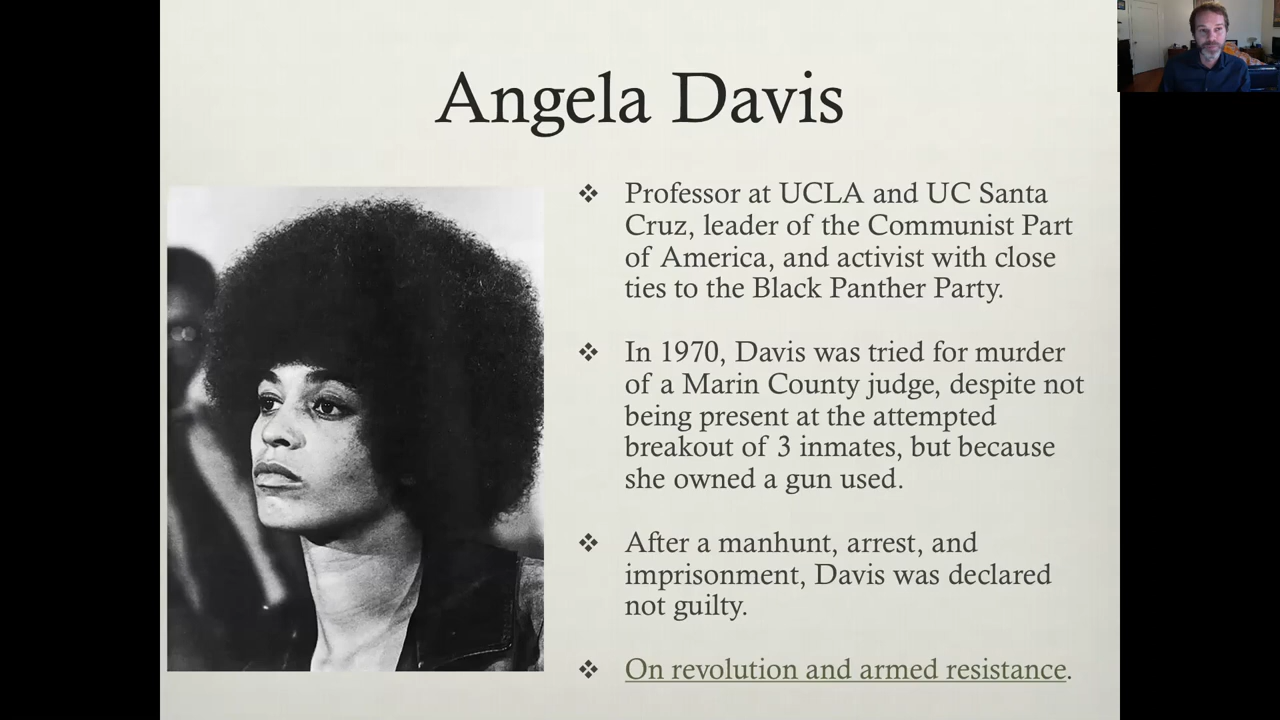 Angela Davis
❖ Professor at UCLA and UC Santa
Cruz, leader of the Communist Part
of America, and activist with close
ties to the Black Panther Party.
❖ In 1970, Davis was tried for murder
of a Marin County judge, despite not
being present at the attempted
breakout of 3 inmates, but because
she owned a gun used.
❖ After a manhunt, arrest, and
imprisonment, Davis was declared
not guilty.
❖ On revolution and armed resistance.